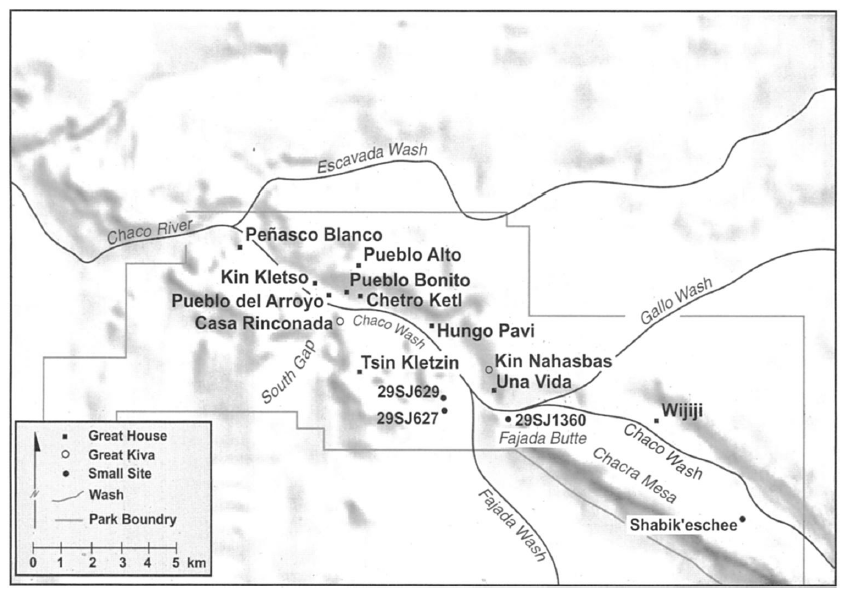 Escavada Wash
Chaco River
Peñasco Blanco
Pueblo Alto
Kin Kletso
Pueblo Bonito
Pueblo del Arroyo
Chetro Ketl
Gallo Wash
Casa Rinconada
Chaco Wash
Hungo Pavi
South Gap
Tsin Kletzin
Kin Nahasbas
Una Vida
29SJ629
29SJ627
29SJ1360
Wijiji
Fajada Butte
Chaco Wash
Chacra Mesa
Fajada Wash
Shabik'eschee
Great House
Great Kiva
Small Site
N
Wash
Park Boundry
0 1 2 3 4 5 km